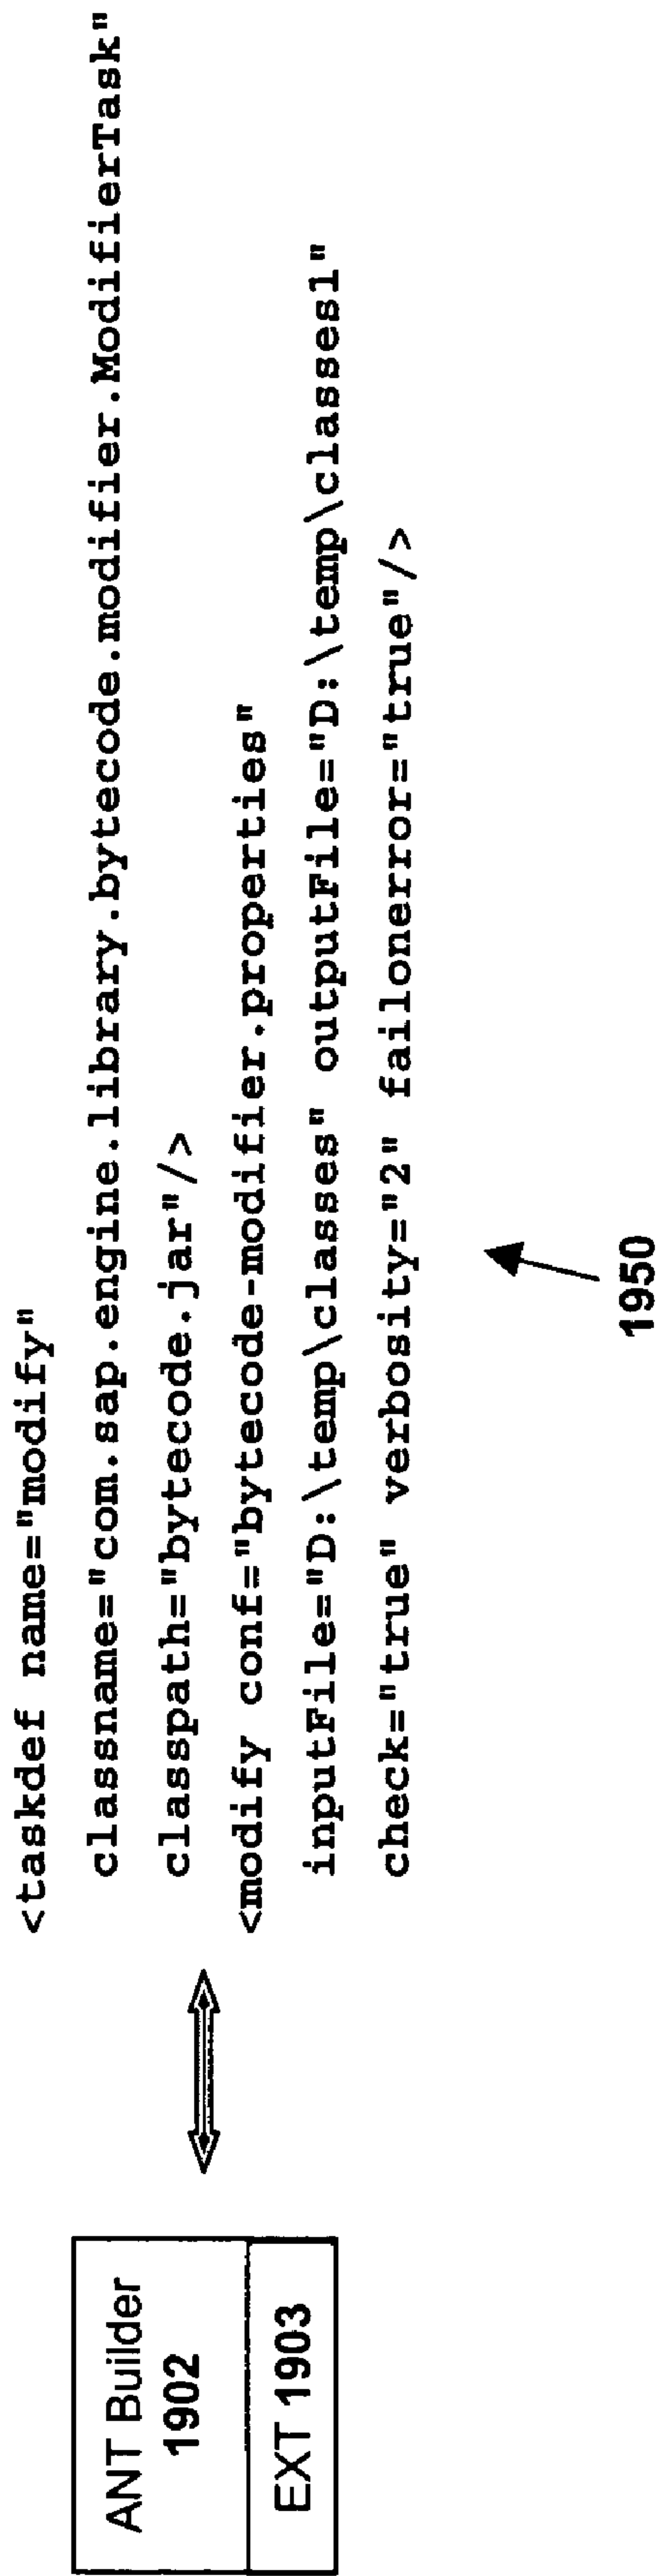 ANT Builder
1902
EXT 1903
<taskdef name="modify"
classname="com.sap.engine.library.bytecode.modifier.ModifierTask"
classpath="bytecode.jar"/>
<modify conf="bytecode-modifier.properties"
inputFile="D:\temp\classes" outputFile="D:\temp\classes1"
check="true" verbosity="2" failonerror="true"/>
1950